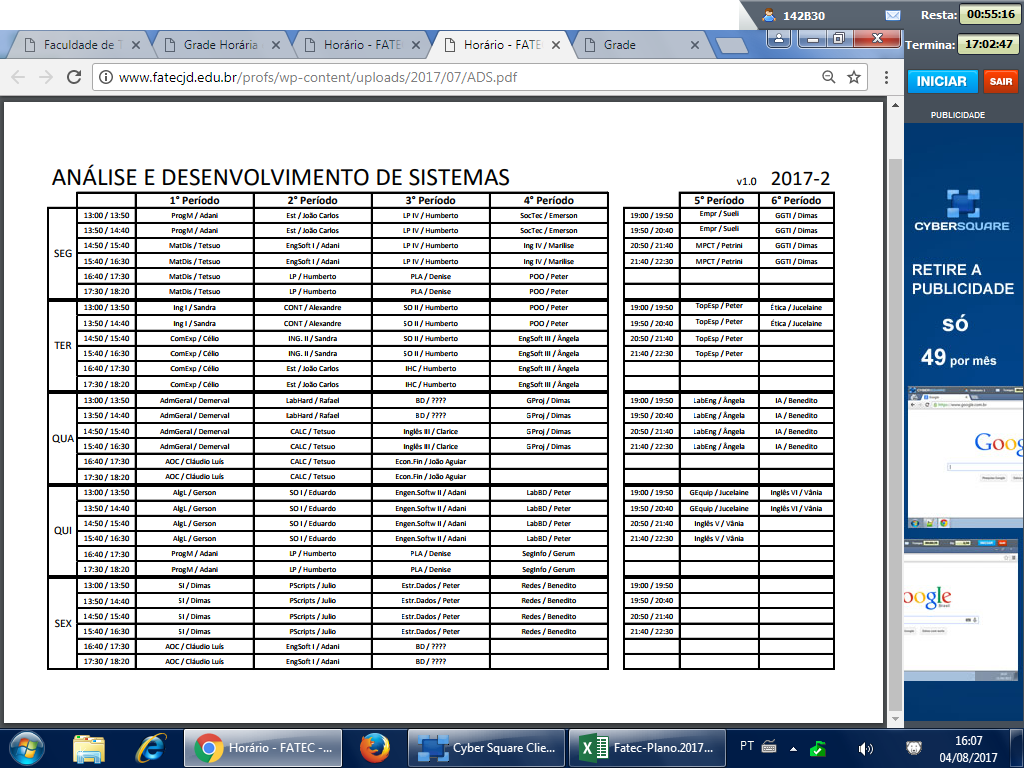 142B30
Resta: 00:55:16
Faculdade de T
Grade Horária
Horário - FATE
Horário - FATE
Grade
Termina: 17:02:47
www.fatecjd.edu.br/profs/wp-content/uploads/2017/07/ADS.pdf
INICIAR SAIR
PUBLICIDADE
ANÁLISE E DESENVOLVIMENTO DE SISTEMAS v1.0 2017-2
1° Período 2° Período 3° Período 4° Período 5° Período 6° Período
SEG
13:00 / 13:50 ProgM / Adani Est / João Carlos LP IV / Humberto SocTec / Emerson 19:00 / 19:50 Empr / Sueli GGTI / Dimas
13:50 / 14:40 ProgM / Adani Est / João Carlos LP IV / Humberto SocTec / Emerson 19:50 / 20:40 Empr / Sueli GGTI / Dimas
14:50 / 15:40 MatDis / Tetsuo EngSoft I / Adani LP IV / Humberto Ing IV / Marilise 20:50 / 21:40 MPCT / Petrini GGTI / Dimas
15:40 / 16:30 MatDis / Tetsuo EngSoft I / Adani LP IV / Humberto Ing IV / Marilise 21:40 / 22:30 MPCT / Petrini GGTI / Dimas
16:40 / 17:30 MatDis / Tetsuo LP / Humberto PLA / Denise POO / Peter
17:30 / 18:20 MatDis / Tetsuo LP / Humberto PLA / Denise POO / Peter
TER
13:00 / 13:50 Ing I / Sandra CONT / Alexandre SO II / Humberto POO / Peter 19:00 / 19:50 TopEsp / Peter Ética / Jucelaine
13:50 / 14:40 Ing I / Sandra CONT / Alexandre SO II / Humberto POO / Peter 19:50 / 20:40 TopEsp / Peter Ética / Jucelaine
14:50 / 15:40 ComExp / Célio ING. II / Sandra SO II / Humberto EngSoft III / Ângela 20:50 / 21:40 TopEsp / Peter
15:40 / 16:30 ComExp / Célio ING. II / Sandra SO II / Humberto EngSoft III / Ângela 21:40 / 22:30 TopEsp / Peter
16:40 / 17:30 ComExp / Célio Est / João Carlos IHC / Humberto EngSoft III / Ângela
17:30 / 18:20 ComExp / Célio Est / João Carlos IHC / Humberto EngSoft III / Ângela
QUA
13:00 / 13:50 AdmGeral / Demerval LabHard / Rafael BD / ???? GProj / Dimas 19:00 / 19:50 LabEng / Ângela IA / Benedito
13:50 / 14:40 AdmGeral / Demerval LabHard / Rafael BD / ???? GProj / Dimas 19:50 / 20:40 LabEng / Ângela IA / Benedito
14:50 / 15:40 AdmGeral / Demerval CALC / Tetsuo Inglês III / Clarice GProj / Dimas 20:50 / 21:40 LabEng / Ângela IA / Benedito
15:40 / 16:30 AdmGeral / Demerval CALC / Tetsuo Inglês III / Clarice GProj / Dimas 21:40 / 22:30 LabEng / Ângela IA / Benedito
16:40 / 17:30 AOC / Cláudio Luís CALC / Tetsuo Econ.Fin / João Aguiar
17:30 / 18:20 AOC / Cláudio Luís CALC / Tetsuo Econ.Fin / João Aguiar
QUI
13:00 / 13:50 AlgL / Gerson SO I / Eduardo Engen.Softw II / Adani LabBD / Peter 19:00 / 19:50 GEquip / Jucelaine Inglês VI / Vânia
13:50 / 14:40 AlgL / Gerson SO I / Eduardo Engen.Softw II / Adani LabBD / Peter 19:50 / 20:40 GEquip / Jucelaine Inglês VI / Vânia
14:50 / 15:40 AlgL / Gerson SO I / Eduardo Engen.Softw II / Adani LabBD / Peter 20:50 / 21:40 Inglês V / Vânia
15:40 / 16:30 AlgL / Gerson SO I / Eduardo Engen.Softw II / Adani LabBD / Peter 21:40 / 22:30 Inglês V / Vânia
16:40 / 17:30 ProgM / Adani LP / Humberto PLA / Denise SegInfo / Gerum
17:30 / 18:20 ProgM / Adani LP / Humberto PLA / Denise SegInfo / Gerum
SEX
13:00 / 13:50 SI / Dimas PScripts / Julio Estr.Dados / Peter Redes / Benedito 19:00 / 19:50
13:50 / 14:40 SI / Dimas PScripts / Julio Estr.Dados / Peter Redes / Benedito 19:50 / 20:40
14:50 / 15:40 SI / Dimas PScripts / Julio Estr.Dados / Peter Redes / Benedito 20:50 / 21:40
15:40 / 16:30 SI / Dimas PScripts / Julio Estr.Dados / Peter Redes / Benedito 21:40 / 22:30
16:40 / 17:30 AOC / Cláudio Luís EngSoft I / Adani BD / ????
17:30 / 18:20 AOC / Cláudio Luís EngSoft I / Adani BD / ????
CYBERSQUARE
RETIRE A
PUBLICIDADE
só
49 por mês
Goog
oogle
Horário - FATEC -...
Cyber Square Clie...
Fatec-Plano.2017...
PT
16:07
04/08/2017